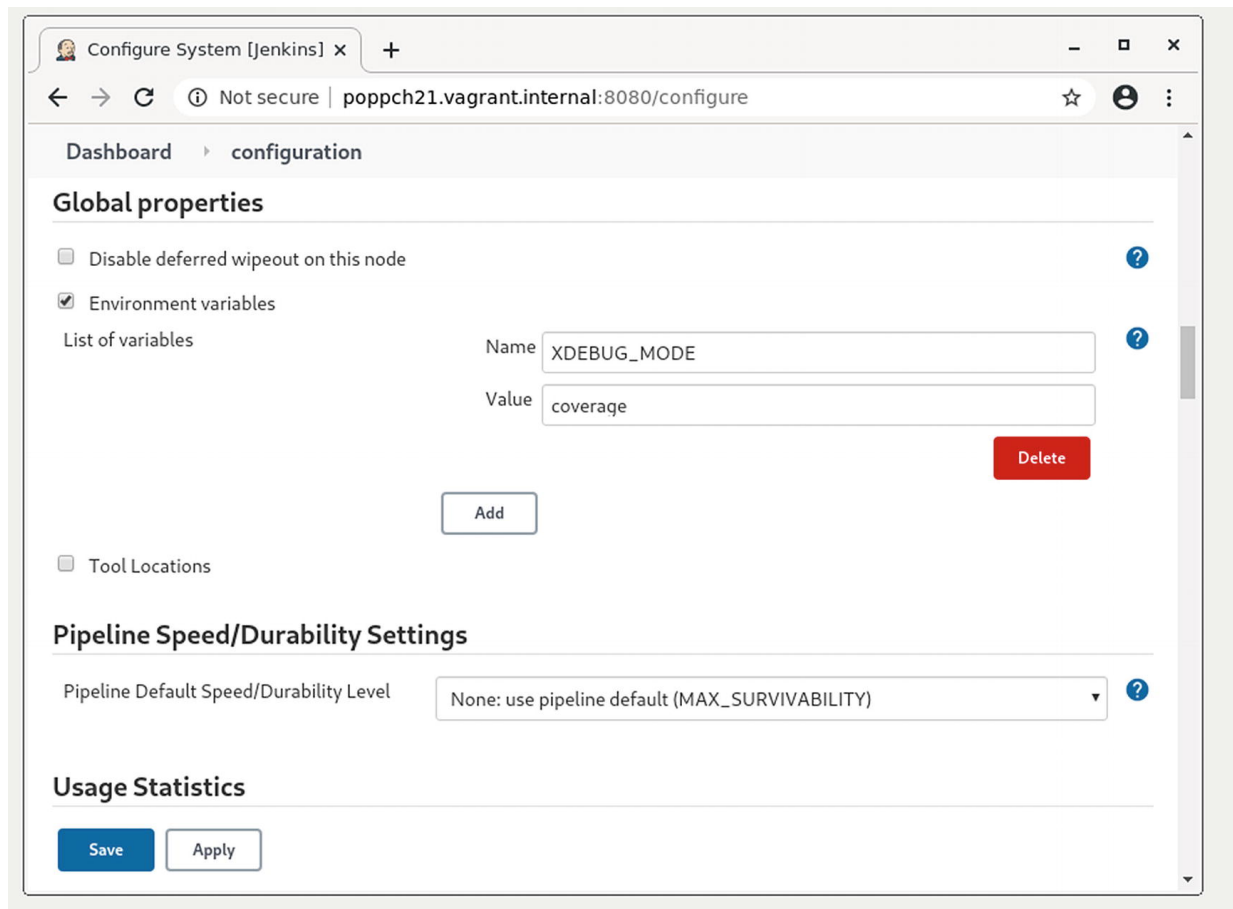 Configure System [Jenkins] × +
Not secure | poppch21.vagrant.internal:8080/configure
Dashboard configuration
Global properties
Disable deferred wipeout on this node
Environment variables
List of variables
Name XDEBUG_MODE
Value coverage
Delete
Add
Tool Locations
Pipeline Speed/Durability Settings
Pipeline Default Speed/Durability Level None: use pipeline default (MAX_SURVIVABILITY)
Usage Statistics
Save Apply